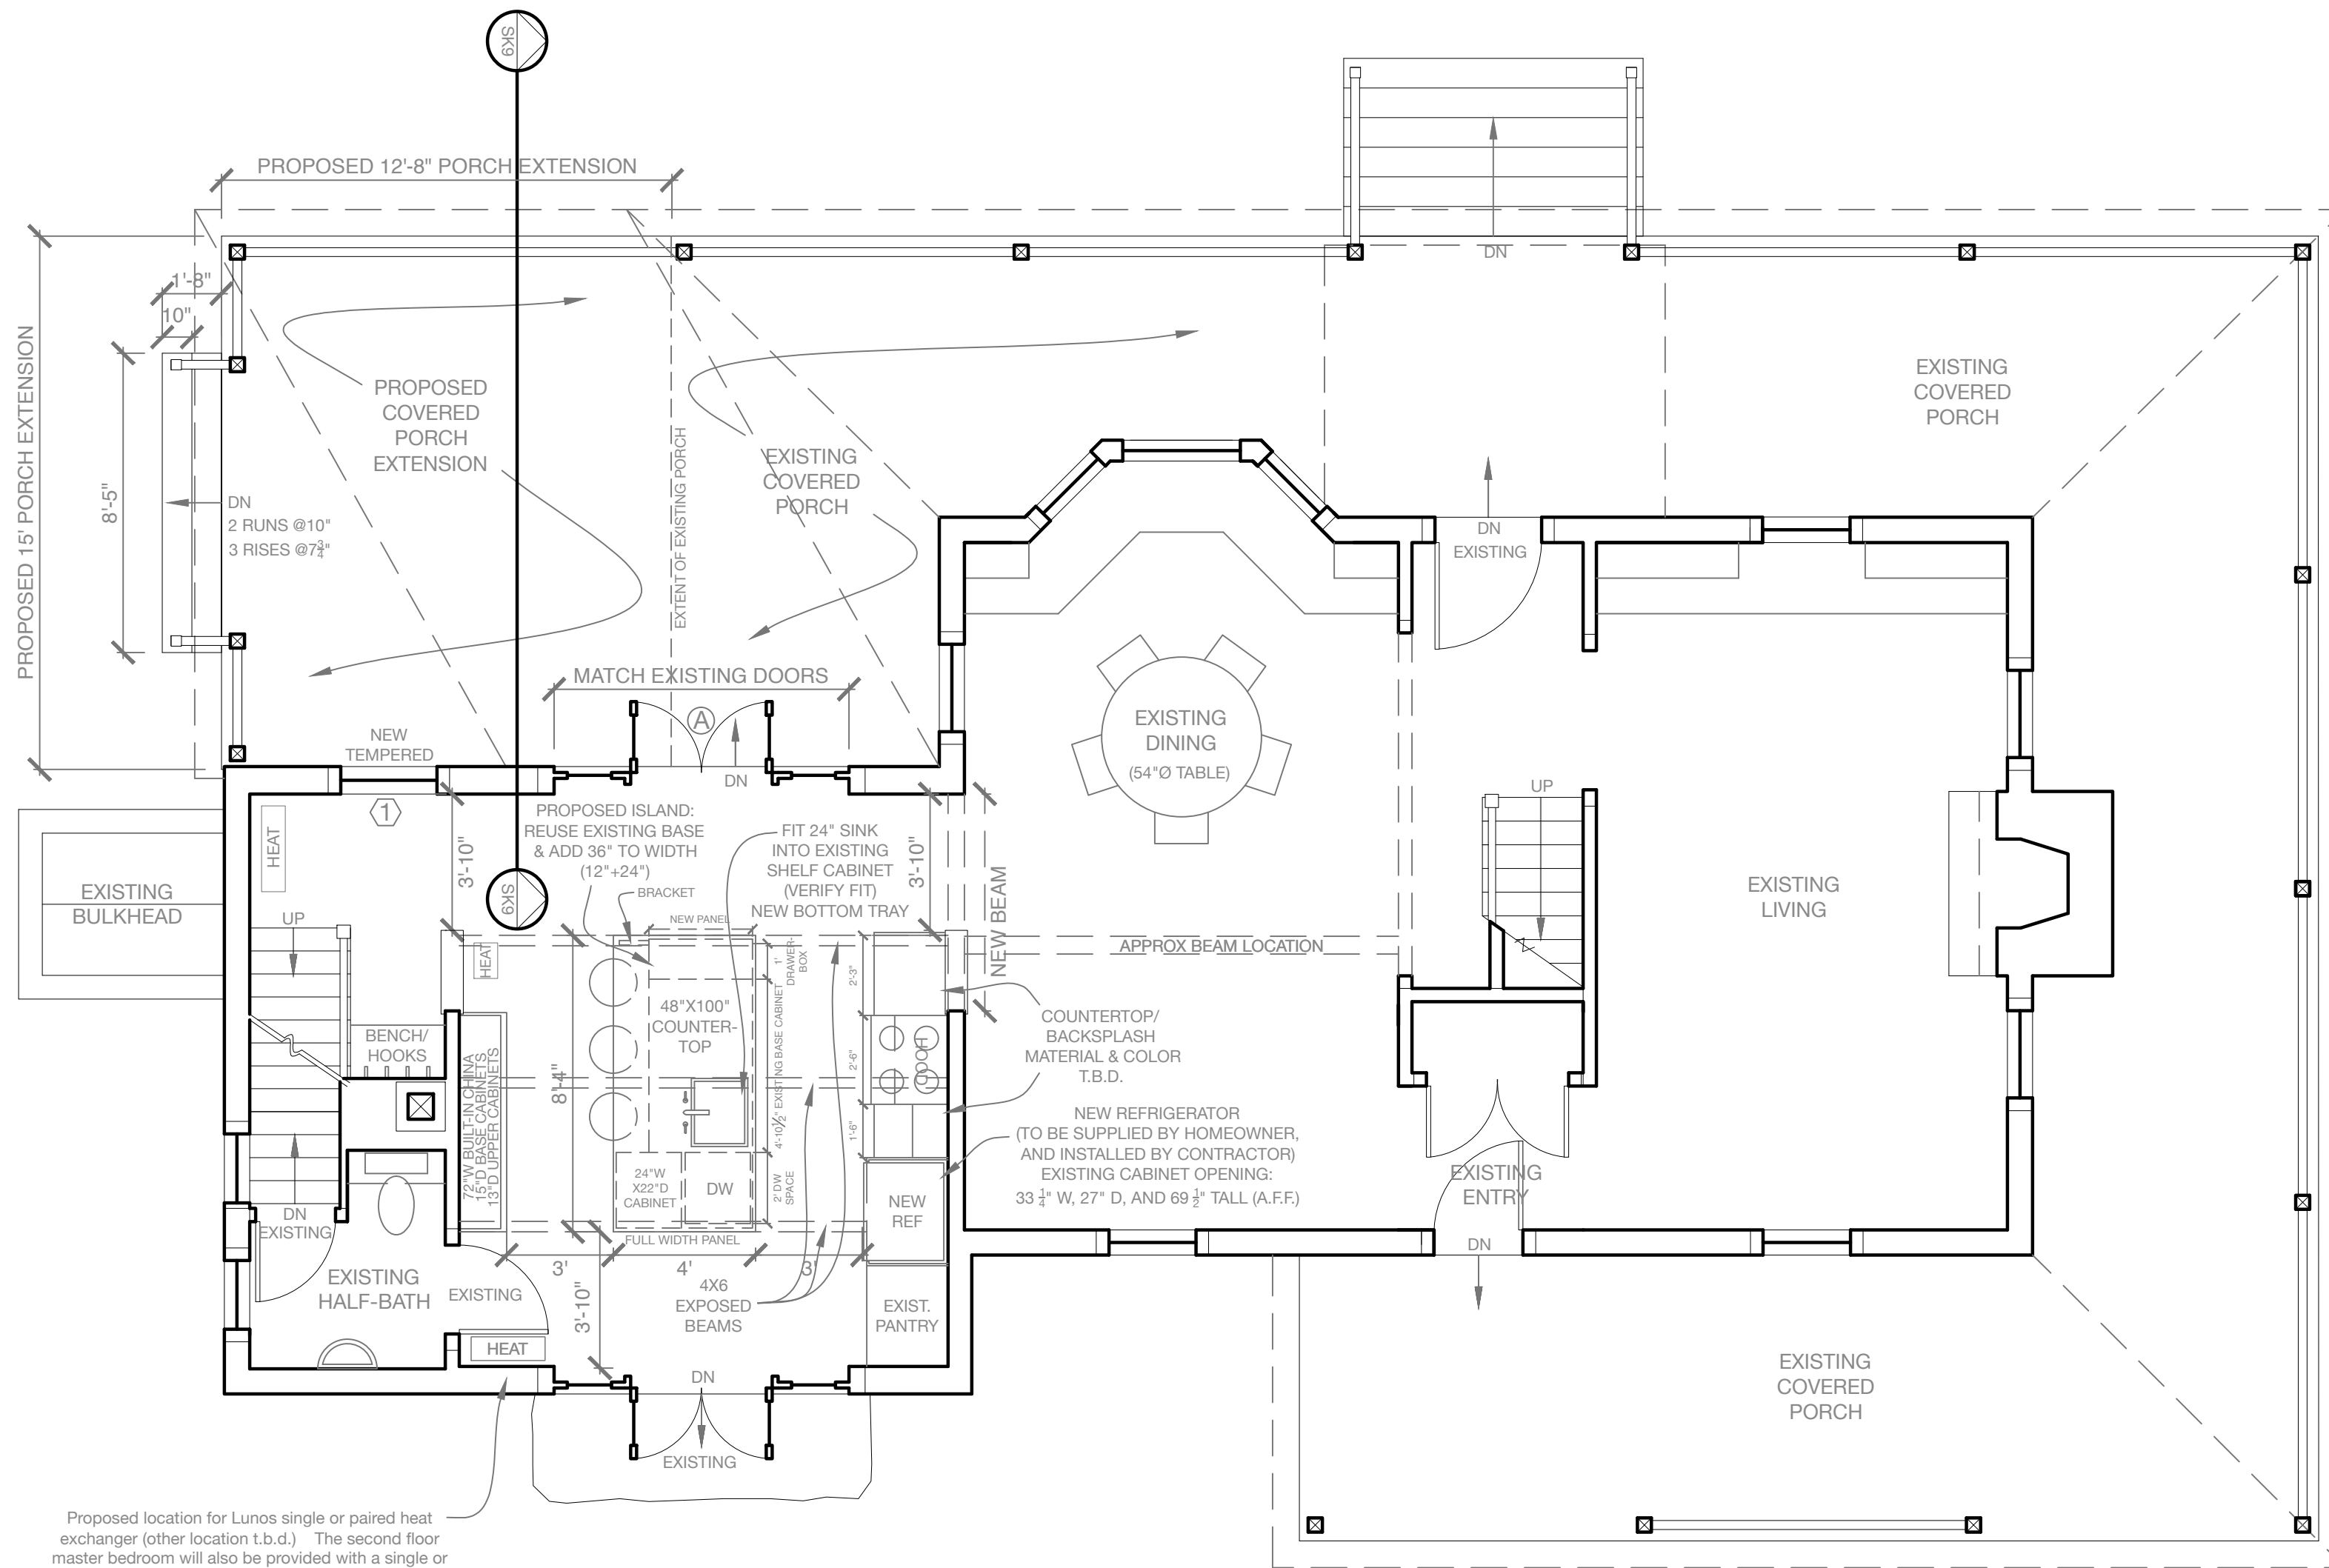 SK9
PROPOSED 12'-8" PORCH EXTENSION
PROPOSED 15' PORCH EXTENSION
1'-8"
10"
8'-5"
DN
2 RUNS @10"
3 RISES @7¾"
PROPOSED
COVERED
PORCH
EXTENSION
EXTENT OF EXISTING PORCH
EXISTING
COVERED
PORCH
DN
EXISTING
COVERED
PORCH
DN
EXISTING
MATCH EXISTING DOORS
A
DN
NEW
TEMPERED
1
HEAT
3'-10"
SK9
PROPOSED ISLAND:
REUSE EXISTING BASE
& ADD 36" TO WIDTH
(12"+24")
BRACKET
NEW PANEL
FIT 24" SINK
INTO EXISTING
SHELF CABINET
(VERIFY FIT)
NEW BOTTOM TRAY
3'-10"
NEW BEAM
EXISTING
DINING
(54"Ø TABLE)
UP
EXISTING
LIVING
APPROX BEAM LOCATION
EXISTING
BULKHEAD
UP
HEAT
BENCH/
HOOKS
72"W BUILT-IN CHINA
15"D BASE CABINETS
13"D UPPER CABINETS
8'-4"
48"X100"
COUNTER-
TOP
1'
DRAWER-
BOX
4'-10½" EXISTING BASE CABINET
2' DW
SPACE
2'-3"
2'-6"
1'-6"
HOOD
COUNTERTOP/
BACKSPLASH
MATERIAL & COLOR
T.B.D.
NEW REFRIGERATOR
(TO BE SUPPLIED BY HOMEOWNER,
AND INSTALLED BY CONTRACTOR)
EXISTING CABINET OPENING:
33 ¼" W, 27" D, AND 69 ½" TALL (A.F.F.)
24"W
X22"D
CABINET
DW
NEW
REF
FULL WIDTH PANEL
3'
4'
3'
3'-10"
4X6
EXPOSED
BEAMS
EXIST.
PANTRY
DN
EXISTING
EXISTING
HALF-BATH
EXISTING
HEAT
EXISTING
ENTRY
DN
DN
EXISTING
EXISTING
COVERED
PORCH
Proposed location for Lunos single or paired heat
exchanger (other location t.b.d.) The second floor
master bedroom will also be provided with a single or